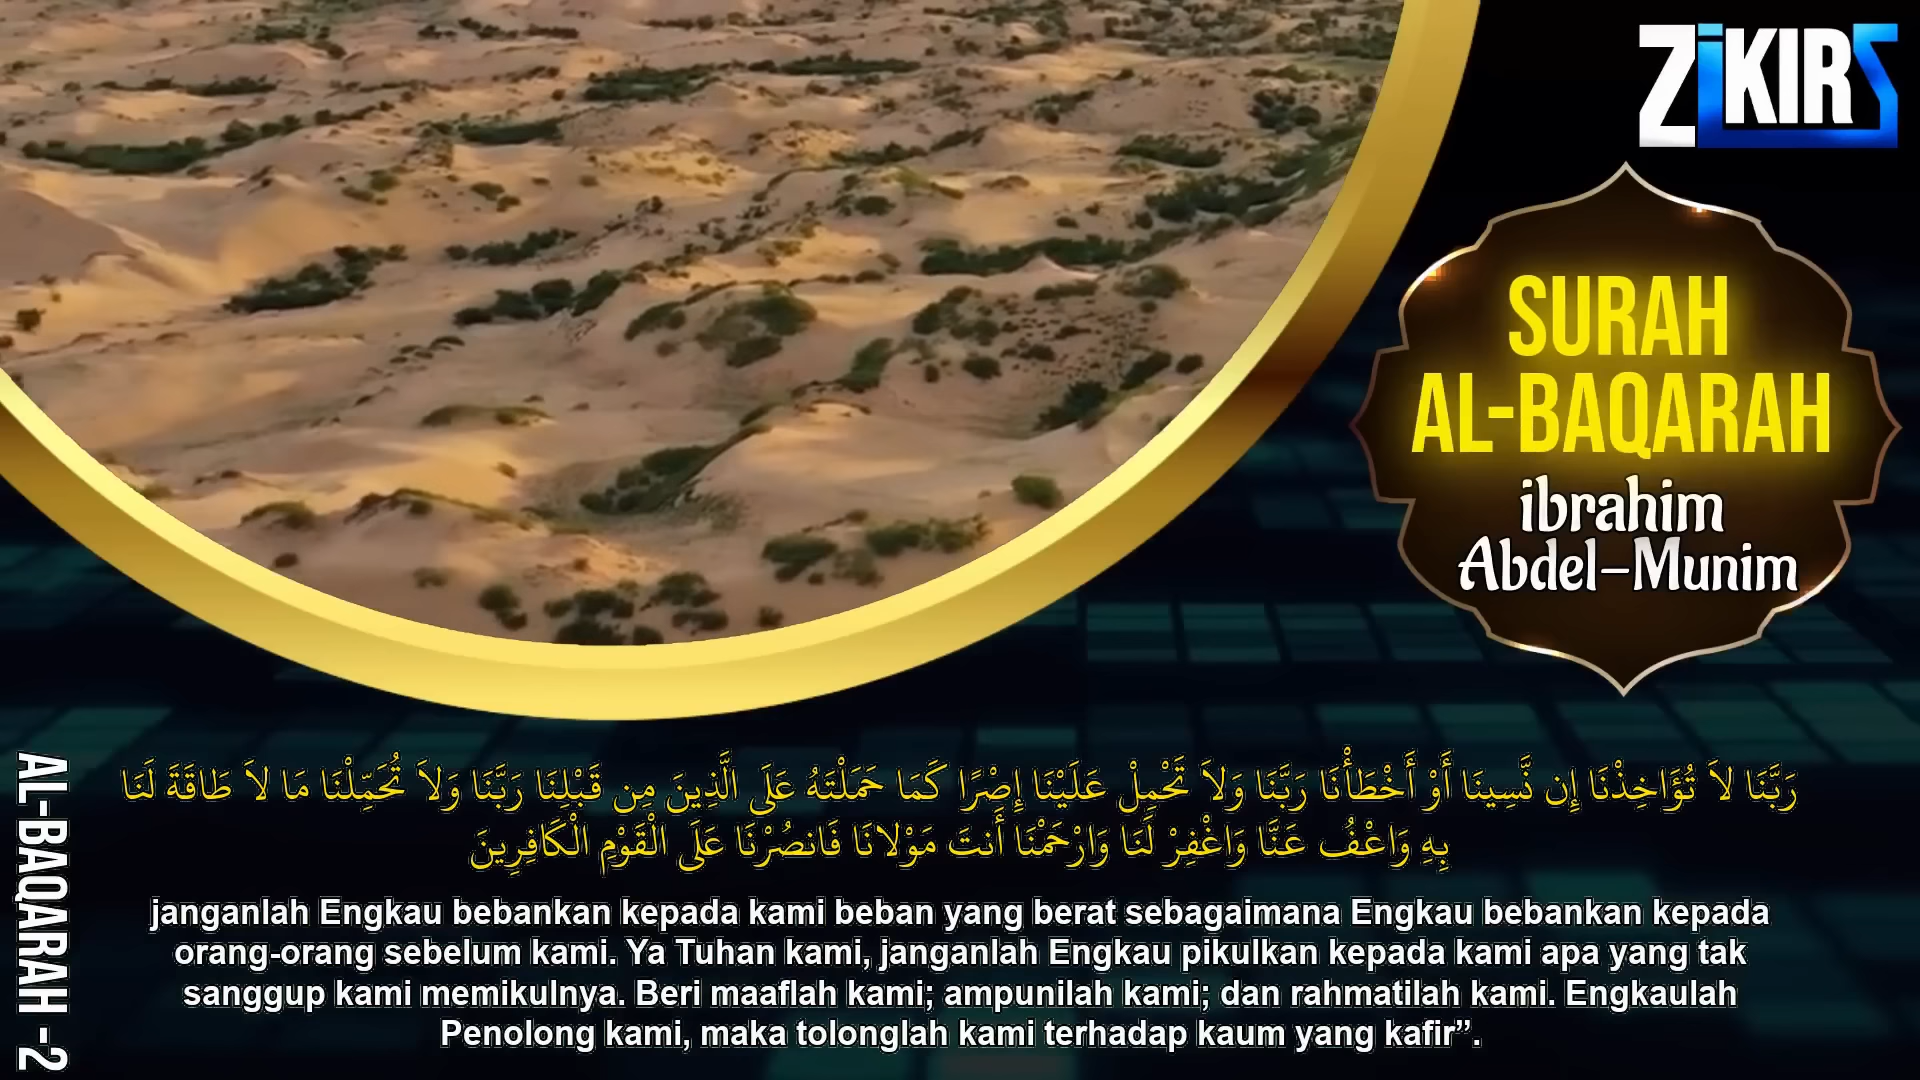 ZiKIRS
SURAH
AL-BAQARAH
ibrahim
Abdel-Munim
رَبَّنَا لاَ تُؤَاخِذْنَا إِن نَّسِينَا أَوْ أَخْطَأْنَا رَبَّنَا وَلاَ تَحْمِلْ عَلَيْنَا إِصْرًا كَمَا حَمَلْتَهُ عَلَى الَّذِينَ مِن قَبْلِنَا رَبَّنَا وَلاَ تُحَمِّلْنَا مَا لاَ طَاقَةَ لَنَا
بِهِ وَاعْفُ عَنَّا وَاغْفِرْ لَنَا وَارْحَمْنَا أَنتَ مَوْلانَا فَانصُرْنَا عَلَى الْقَوْمِ الْكَافِرِينَ
janganlah Engkau bebankan kepada kami beban yang berat sebagaimana Engkau bebankan kepada
orang-orang sebelum kami. Ya Tuhan kami, janganlah Engkau pikulkan kepada kami apa yang tak
sanggup kami memikulnya. Beri maaflah kami; ampunilah kami; dan rahmatilah kami. Engkaulah
Penolong kami, maka tolonglah kami terhadap kaum yang kafir”.
AL-BAQARAH -2